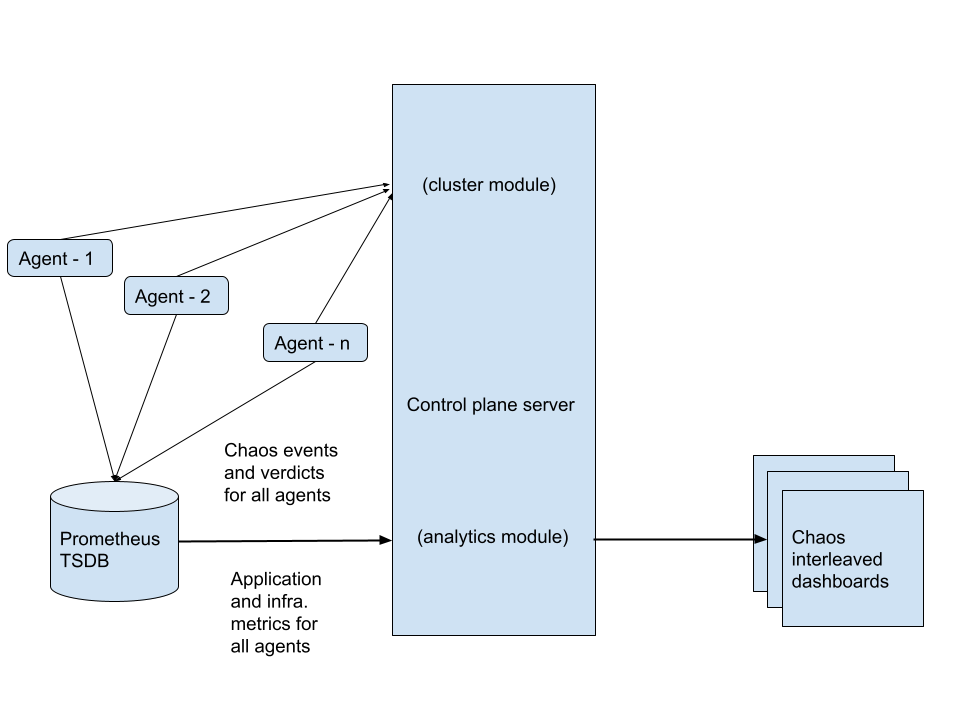 (cluster module)
Agent - 1
Agent - 2
Agent - n
Control plane server
Chaos events
and verdicts
for all agents
Prometheus
TSDB
(analytics module)
Chaos
interleaved
dashboards
Application
and infra.
metrics for
all agents